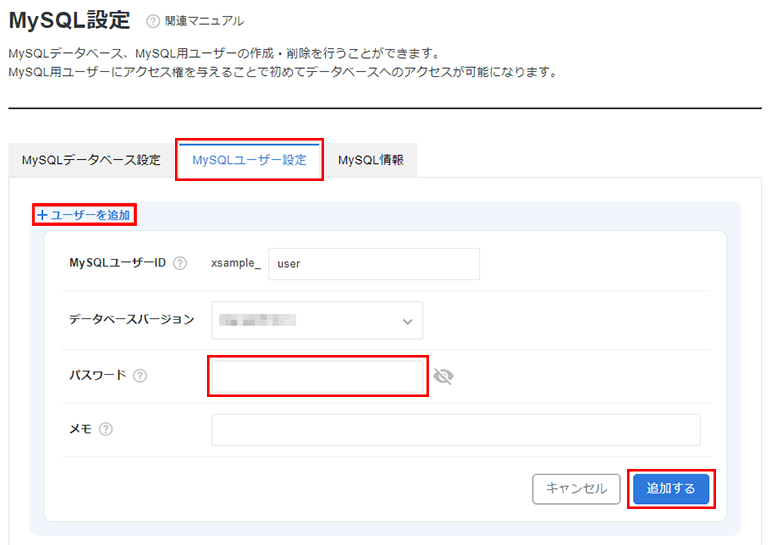 MySQL設定 ? 関連マニュアル
MySQLデータベース、MySQL用ユーザーの作成・削除を行うことができます。
MySQL用ユーザーにアクセス権を与えることで初めてデータベースへのアクセスが可能になります。
MySQLデータベース設定 MySQLユーザー設定 MySQL情報
+ ユーザーを追加
MySQLユーザーID ? xsample_ user
データベースバージョン
パスワード ?
メモ ?
キャンセル 追加する